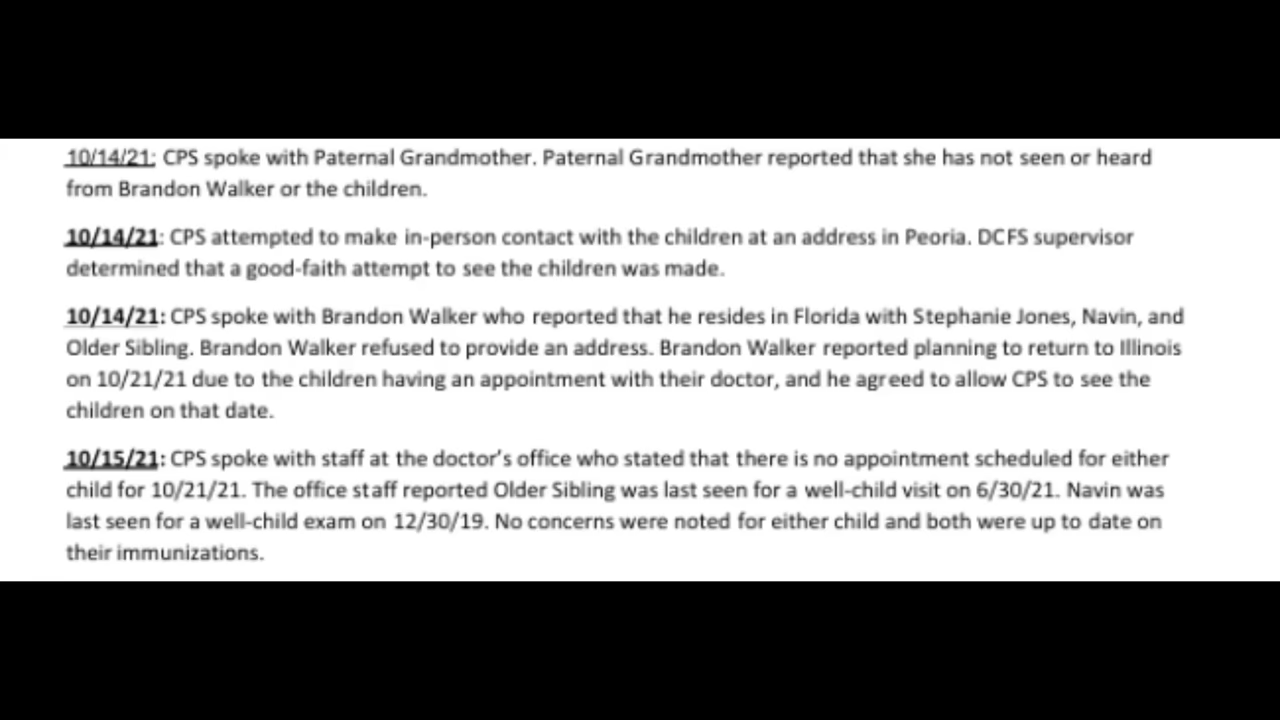 10/14/21: CPS spoke with Paternal Grandmother. Paternal Grandmother reported that she has not seen or heard
from Brandon Walker or the children.
10/14/21: CPS attempted to make in-person contact with the children at an address in Peoria. DCFS supervisor
determined that a good-faith attempt to see the children was made.
10/14/21: CPS spoke with Brandon Walker who reported that he resides in Florida with Stephanie Jones, Navin, and
Older Sibling. Brandon Walker refused to provide an address. Brandon Walker reported planning to return to Illinois
on 10/21/21 due to the children having an appointment with their doctor, and he agreed to allow CPS to see the
children on that date.
10/15/21: CPS spoke with staff at the doctor's office who stated that there is no appointment scheduled for either
child for 10/21/21. The office staff reported Older Sibling was last seen for a well-child visit on 6/30/21. Navin was
last seen for a well-child exam on 12/30/19. No concerns were noted for either child and both were up to date on
their immunizations.